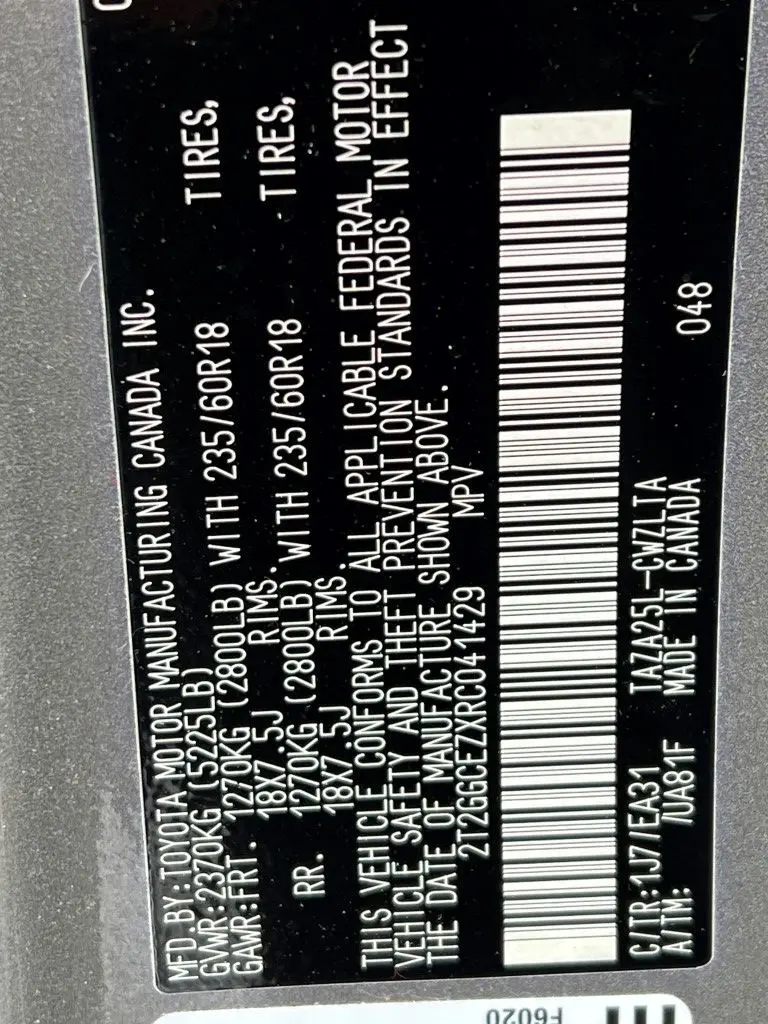 MFD.BY:TOYOTA MOTOR MANUFACTURING CANADA INC.
GVWR:2370KG (5225LB)
GAWR:FRT. 1270KG (2800LB) WITH 235/60R18 TIRES,
18X7.5J RIMS.
RR. 1270KG (2800LB) WITH 235/60R18 TIRES,
18X7.5J RIMS.
THIS VEHICLE CONFORMS TO ALL APPLICABLE FEDERAL MOTOR
VEHICLE SAFETY AND THEFT PREVENTION STANDARDS IN EFFECT
THE DATE OF MANUFACTURE SHOWN ABOVE.
2T2GGCEZXRC041429 MPV
C/TR:1J7/EA31 TAZA25L-CWZLTA 048
A/TM: /UA81F MADE IN CANADA
F6020